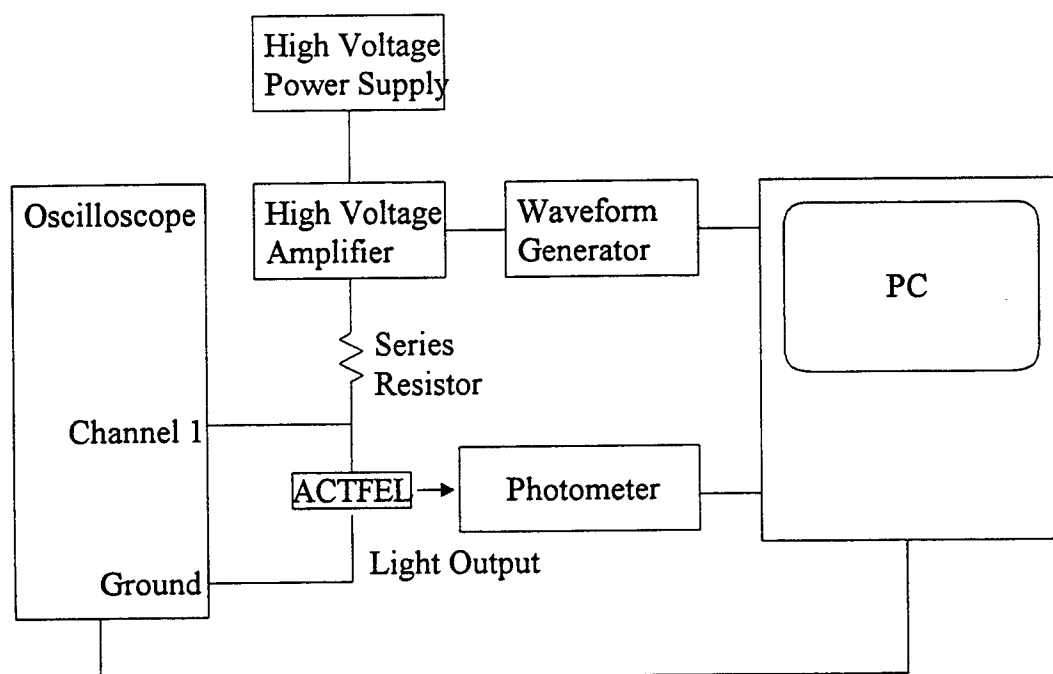 High Voltage
Power Supply
Oscilloscope
High Voltage
Amplifier
Waveform
Generator
PC
Series
Resistor
Channel 1
ACTFEL
Photometer
Light Output
Ground